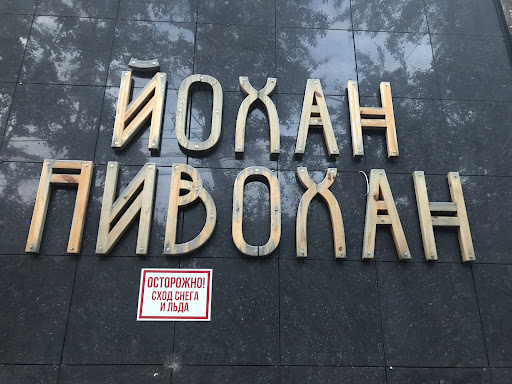 ЙОХАН
ПИВОХАН
ОСТОРОЖНО!
СХОД СНЕГА
И ЛЬДА